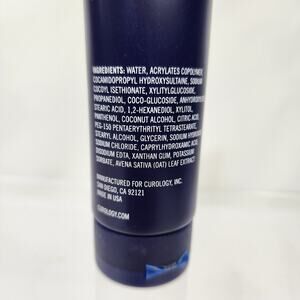 INGREDIENTS: WATER, ACRYLATES COPOLYMER,
COCAMIDOPROPYL HYDROXYSULTAINE, SODIUM
COCOYL ISETHIONATE, XYLITYLGLUCOSIDE,
PROPANEDIOL, COCO-GLUCOSIDE, ANHYDROXYLITOL,
STEARIC ACID, 1,2-HEXANEDIOL, XYLITOL,
PANTHENOL, COCONUT ALCOHOL, CITRIC ACID,
PEG-150 PENTAERYTHRITYL TETRASTEARATE,
STEARYL ALCOHOL, GLYCERIN, SODIUM HYDROXIDE,
SODIUM CHLORIDE, CAPRYLHYDROXAMIC ACID,
DISODIUM EDTA, XANTHAN GUM, POTASSIUM
SORBATE, AVENA SATIVA (OAT) LEAF EXTRACT
MANUFACTURED FOR CUROLOGY, INC.
SAN DIEGO, CA 92121
MADE IN USA
CUROLOGY.COM